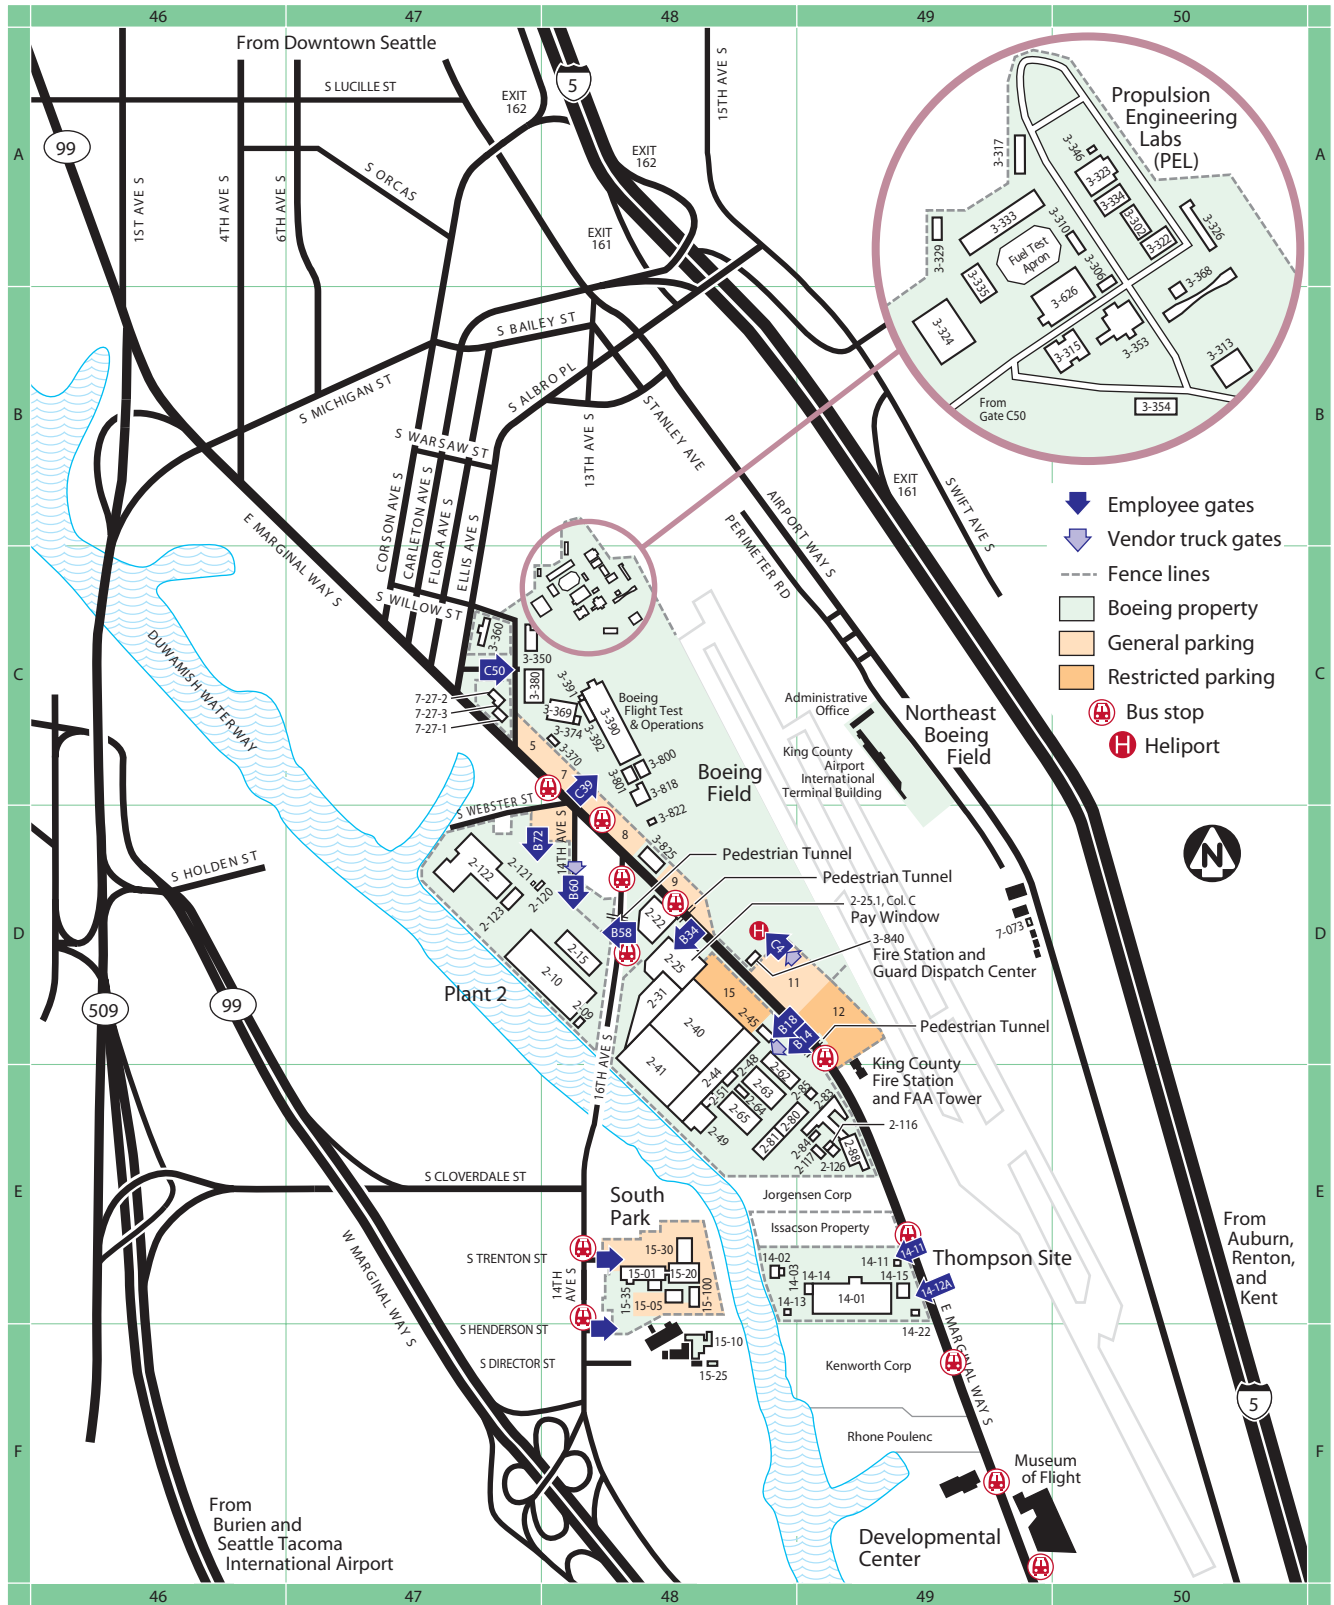 46
47
48
49
50
A
B
C
D
E
F
A
B
C
D
E
F
46
47
48
49
50
From Downtown Seattle
S LUCILLE ST
5
EXIT
162
EXIT
162
EXIT
161
15TH AVE S
99
1ST AVE S
4TH AVE S
6TH AVE S
S ORCAS
Propulsion
Engineering
Labs
(PEL)
3-317
3-346
3-323
3-334
3-302
3-322
3-326
3-333
3-310
3-329
Fuel Test
Apron
3-306
3-335
3-626
3-368
3-324
3-315
3-353
3-313
3-354
From
Gate C50
S BAILEY ST
S ALBRO PL
S MICHIGAN ST
S WARSAW ST
13TH AVE S
STANLEY AVE
AIRPORT WAY S
PERIMETER RD
EXIT
161
SWIFT AVE S
E MARGINAL WAY S
CORSON AVE S
CARLETON AVE S
FLORA AVE S
ELLIS AVE S
S WILLOW ST
Employee gates
Vendor truck gates
Fence lines
Boeing property
General parking
Restricted parking
Bus stop
H
Heliport
DUWAMISH WATERWAY
3-360
3-350
C50
3-380
7-27-2
7-27-3
7-27-1
3-391
3-369
3-390
3-374
3-392
3-370
Boeing
Flight Test
& Operations
3-800
3-801
3-818
3-822
Boeing
Field
Administrative
Office
King County
Airport
International
Terminal Building
Northeast
Boeing
Field
5
7
C39
8
3-825
9
S WEBSTER ST
14TH AVE S
B72
B60
B58
B34
2-122
2-121
2-120
2-123
2-22
2-15
2-10
2-09
2-25
Plant 2
Pedestrian Tunnel
Pedestrian Tunnel
2-25.1, Col. C
Pay Window
H
C4
3-840
Fire Station and
Guard Dispatch Center
7-073
N
S HOLDEN ST
509
99
11
12
15
2-31
2-40
2-45
2-41
B18
B14
Pedestrian Tunnel
King County
Fire Station
and FAA Tower
16TH AVE S
2-44
2-48
2-51
2-62
2-63
2-64
2-65
2-49
2-85
2-83
2-80
2-81
2-84
2-116
2-117
2-126
2-88
S CLOVERDALE ST
W MARGINAL WAY S
South
Park
S TRENTON ST
14TH
AVE S
S HENDERSON ST
S DIRECTOR ST
15-30
15-01
15-20
15-35
15-05
15-100
15-10
15-25
Jorgensen Corp
Issacson Property
14-02
14-03
14-14
14-13
14-01
14-11
14-15
14-22
14-11
14-12A
Thompson Site
E MARGINAL WAY S
Kenworth Corp
Rhone Poulenc
Museum
of Flight
Developmental
Center
From
Auburn,
Renton,
and
Kent
5
From
Burien and
Seattle Tacoma
International Airport